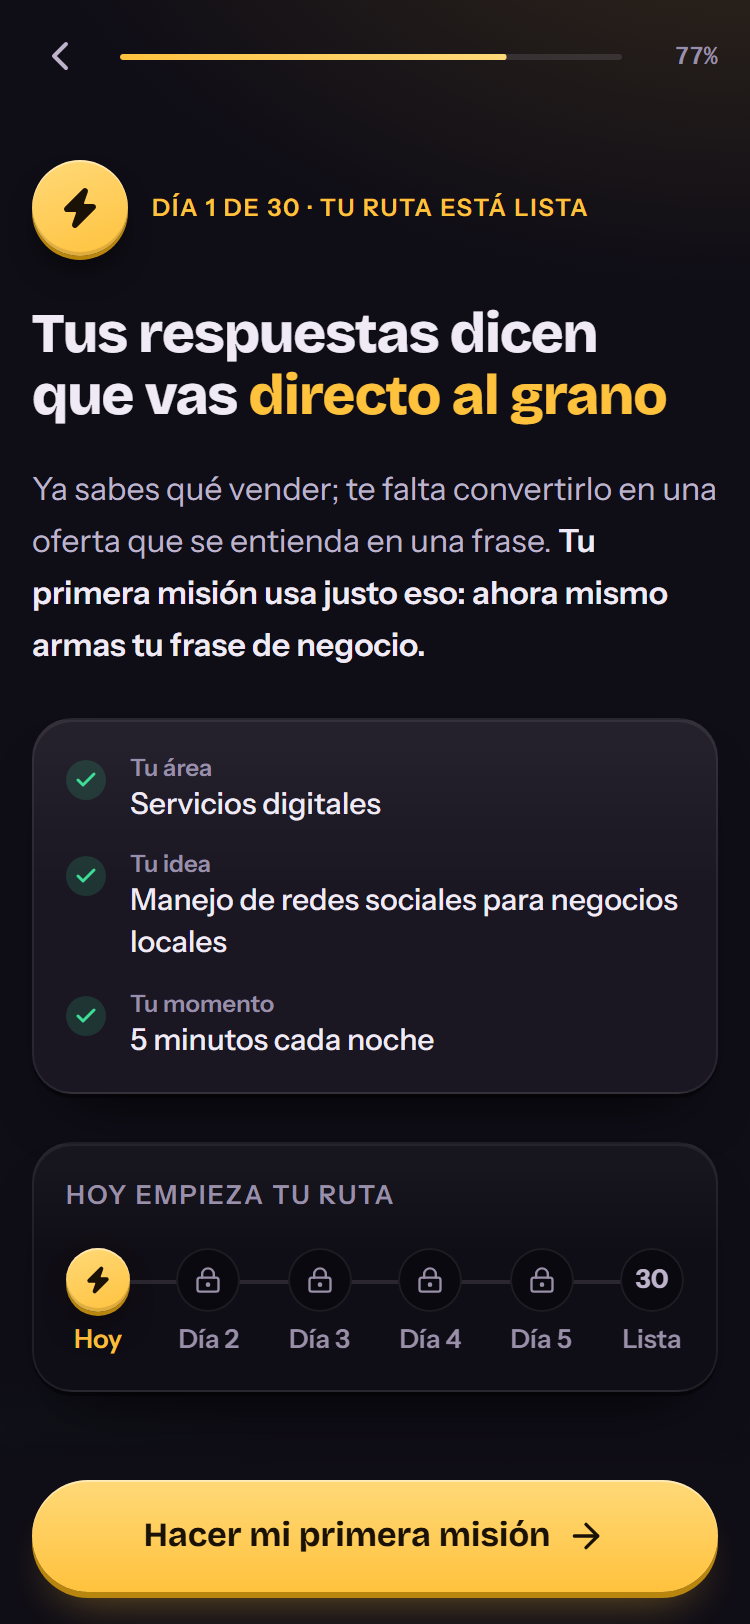 77%
DÍA 1 DE 30 · TU RUTA ESTÁ LISTA
Tus respuestas dicen
que vas directo al grano
Ya sabes qué vender; te falta convertirlo en una
oferta que se entienda en una frase. Tu
primera misión usa justo eso: ahora mismo
armas tu frase de negocio.
Tu área
Servicios digitales
Tu idea
Manejo de redes sociales para negocios
locales
Tu momento
5 minutos cada noche
HOY EMPIEZA TU RUTA
30
Hoy Día 2 Día 3 Día 4 Día 5 Lista
Hacer mi primera misión →